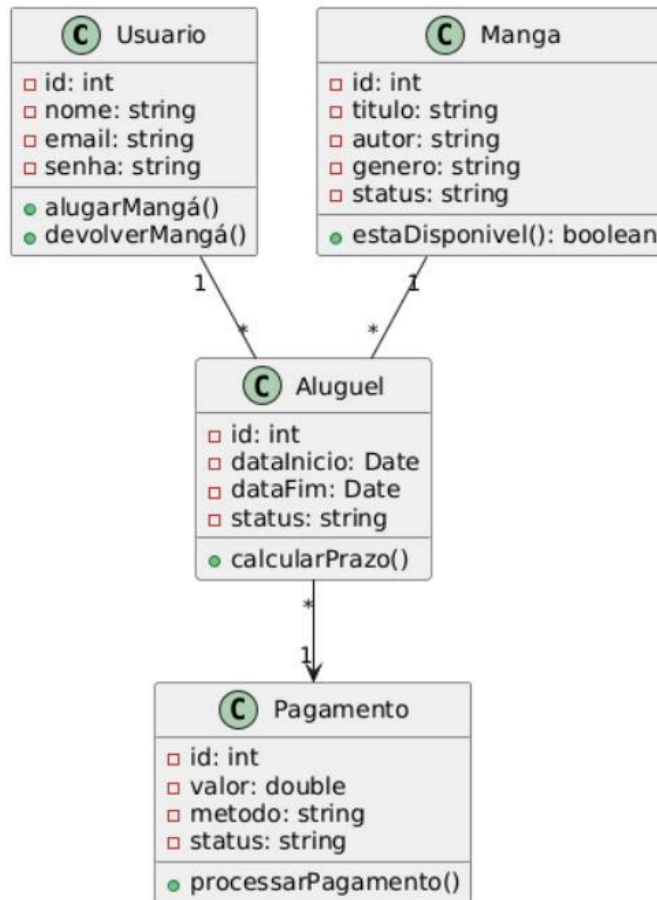 C Usuario
id: int
nome: string
email: string
senha: string
alugarMangá()
devolverMangá()
C Manga
id: int
titulo: string
autor: string
genero: string
status: string
estaDisponivel(): boolean
1
*
1
*
C Aluguel
id: int
dataInicio: Date
dataFim: Date
status: string
calcularPrazo()
*
1
C Pagamento
id: int
valor: double
metodo: string
status: string
processarPagamento()